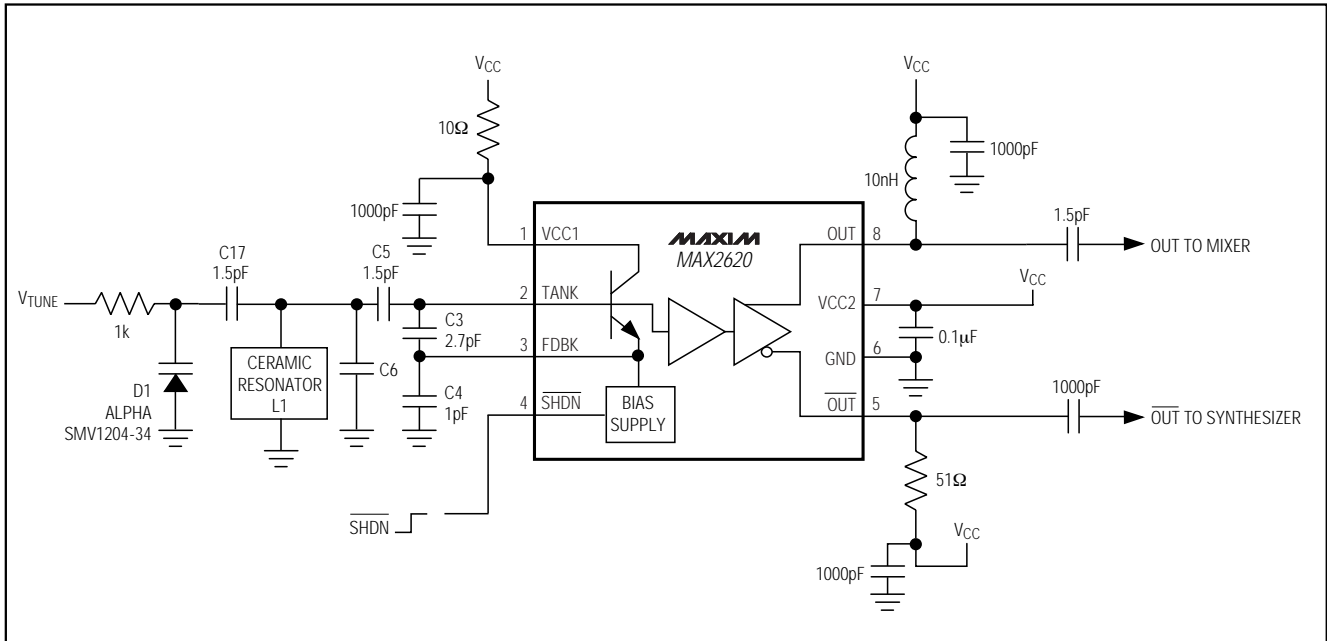 VCC
10Ω
1000pF
VCC
1000pF
10nH
1 VCC1
MAXIM
MAX2620
OUT 8
1.5pF
OUT TO MIXER
C17
1.5pF
C5
1.5pF
VTUNE
1k
2 TANK
VCC2 7
VCC
C3
2.7pF
3 FDBK
GND 6
0.1µF
D1
ALPHA
SMV1204-34
CERAMIC
RESONATOR
L1
C6
C4
1pF
4 SHDN
BIAS
SUPPLY
OUT 5
1000pF
OUT TO SYNTHESIZER
51Ω
SHDN
VCC
1000pF